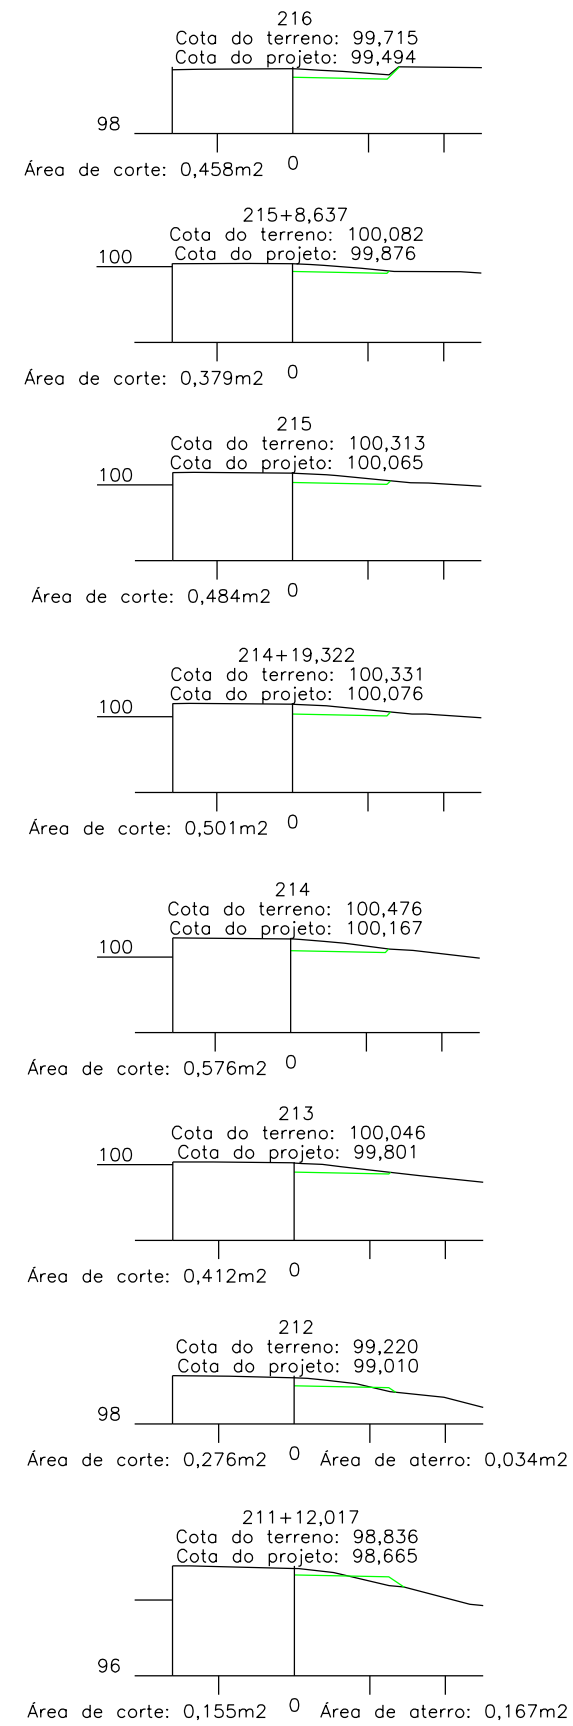 216
Cota do terreno: 99,715
Cota do projeto: 99,494
98
0
Área de corte: 0,458m2
215+8,637
Cota do terreno: 100,082
Cota do projeto: 99,876
100
0
Área de corte: 0,379m2
215
Cota do terreno: 100,313
Cota do projeto: 100,065
100
0
Área de corte: 0,484m2
214+19,322
Cota do terreno: 100,331
Cota do projeto: 100,076
100
0
Área de corte: 0,501m2
214
Cota do terreno: 100,476
Cota do projeto: 100,167
100
0
Área de corte: 0,576m2
213
Cota do terreno: 100,046
Cota do projeto: 99,801
100
0
Área de corte: 0,412m2
212
Cota do terreno: 99,220
Cota do projeto: 99,010
98
0
Área de corte: 0,276m2 Área de aterro: 0,034m2
211+12,017
Cota do terreno: 98,836
Cota do projeto: 98,665
96
0
Área de corte: 0,155m2 Área de aterro: 0,167m2